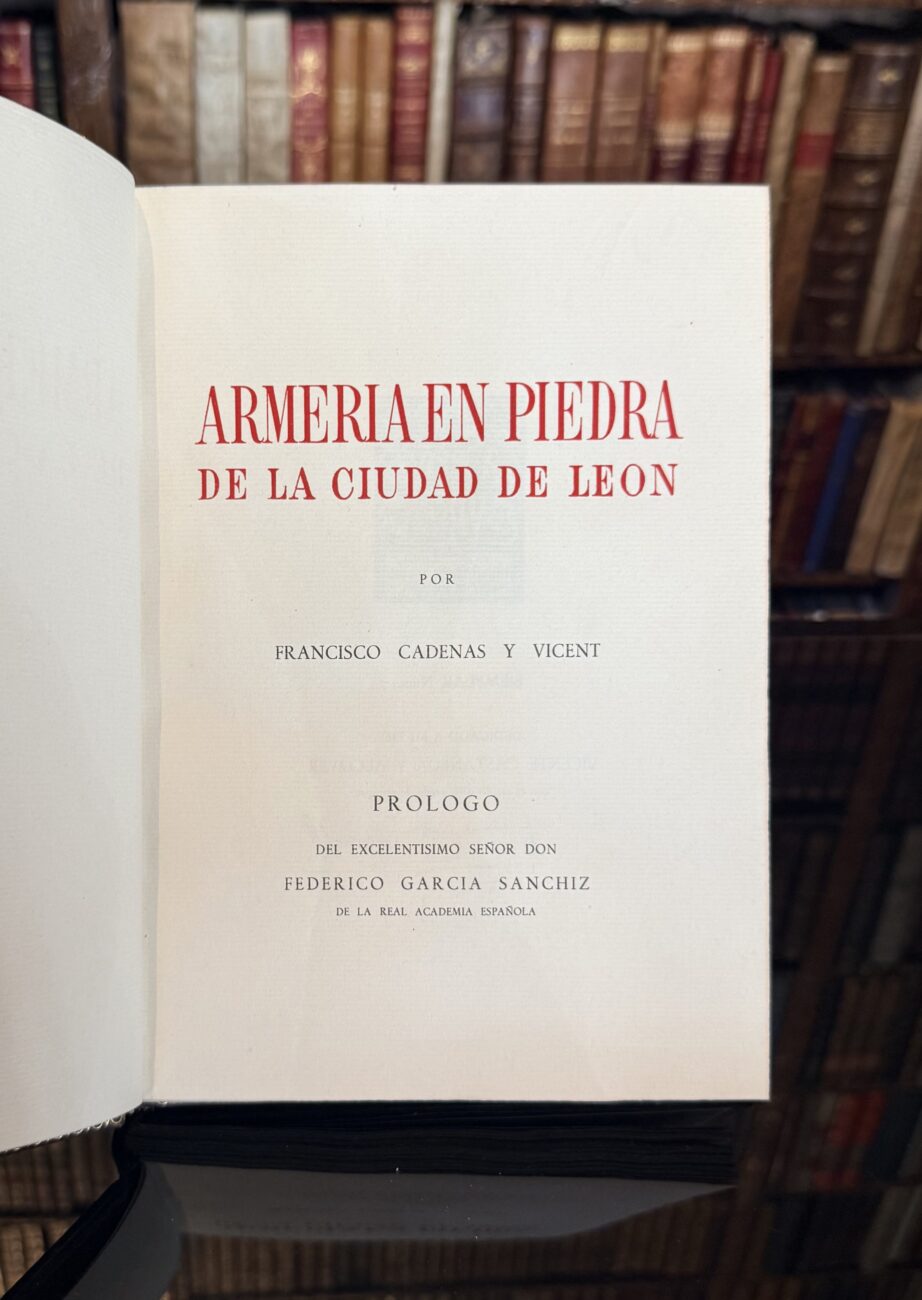 ARMERIA EN PIEDRA
DE LA CIUDAD DE LEON
POR
FRANCISCO CADENAS Y VICENT
PROLOGO
DEL EXCELENTISIMO SEÑOR DON
FEDERICO GARCIA SANCHIZ
DE LA REAL ACADEMIA ESPAÑOLA